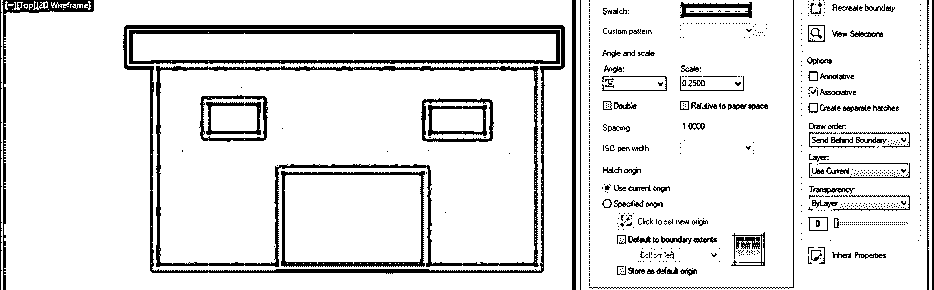 [−][Top][2D Wireframe]
Swatch:
Custom pattern:
Angle and scale
Angle:
Scale:
0.2500
Double
Relative to paper space
Spacing
1.0000
ISO pen width
Hatch origin
Use current origin
Specified origin
Click to set new origin
Default to boundary extents
Bottom left
Store as default origin
Recreate boundary
View Selections
Options
Annotative
Associative
Create separate hatches
Draw order:
Send Behind Boundary
Layer:
Use Current
Transparency:
ByLayer
0
Inherit Properties